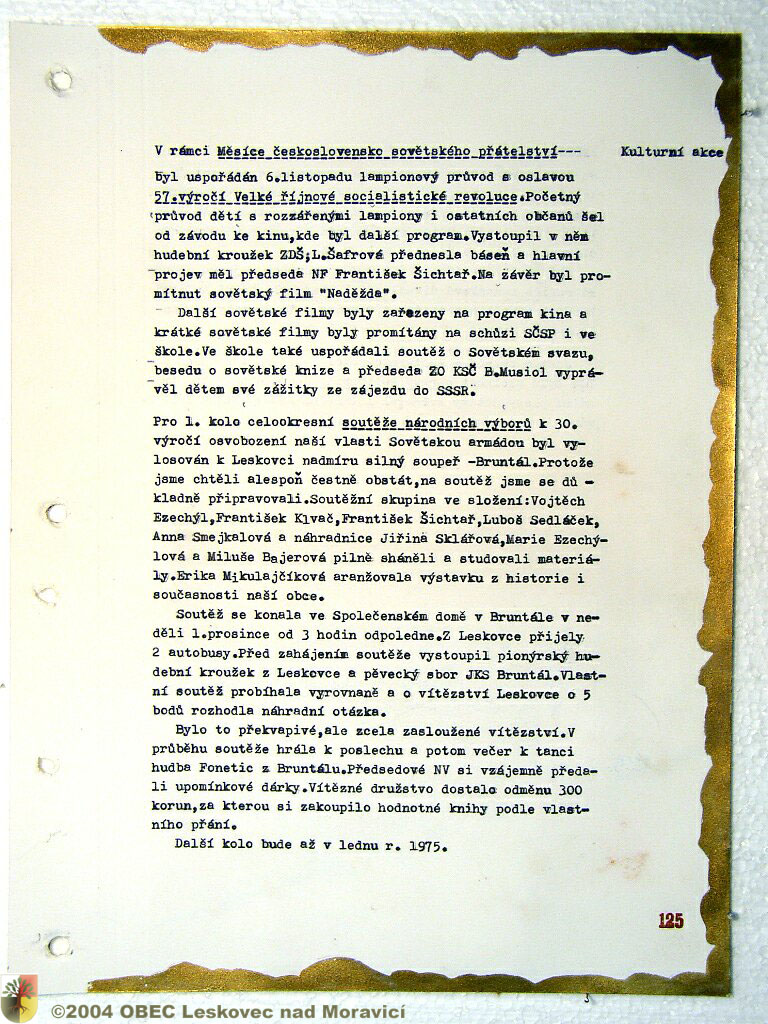 V rámci Měsíce československo sovětského přátelství--- Kulturní akce
byl uspořádán 6.listopadu lampionový průvod s oslavou
57.výročí Velké říjnové socialistické revoluce.Početný
průvod dětí s rozzářenými lampiony i ostatních občanů šel
od závodu ke kinu,kde byl další program.Vystoupil v něm
hudební kroužek ZDŠ;L.Šafrová přednesla báseň a hlavní
projev měl předseda NF František Šichtař.Na závěr byl pro-
mítnut sovětský film "Naděžda".
Další sovětské filmy byly zařezeny na program kina a
krátké sovětské filmy byly promítány na schůzi SČSP i ve
škole.Ve škole také uspořádali soutěž o Sovětském svazu,
besedu o sovětské knize a předseda ZO KSČ B.Musiol vyprá-
věl dětem své zážitky ze zájezdu do SSSR.
Pro 1. kolo celookresní soutěže národních výborů k 30.
výročí osvobození naší vlasti Sovětskou armádou byl vy-
losován k Leskovci nadmíru silný soupeř -Bruntál.Protože
jsme chtěli alespoň čestně obstát,na soutěž jsme se dů -
kladně připravovali.Soutěžní skupina ve složení:Vojtěch
Ezechýl,František Klvač,František Šichtař,Luboš Sedláček,
Anna Smejkalová a náhradnice Jiřina Sklářová,Marie Ezechý-
lová a Miluše Bajerová pilně sháněli a studovali materiá-
ly.Erika Mikulajčíková aranžovala výstavku z historie i
současnosti naší obce.
Soutěž se konala ve Společenském domě v Bruntále v ne-
děli 1.prosince od 3 hodin odpoledne.Z Leskovce přijely
2 autobusy.Před zahájením soutěže vystoupil pionýrský hu-
dební kroužek z Leskovce a pěvecký sbor JKS Bruntál.Vlast-
ní soutěž probíhala vyrovnaně a o vítězství Leskovce o 5
bodů rozhodla náhradní otázka.
Bylo to překvapivé,ale zcela zasloužené vítězství.V
průběhu soutěže hrála k poslechu a potom večer k tanci
hudba Fonetic z Bruntálu.Předsedové NV si vzájemně předa-
li upomínkové dárky.Vítězné družstvo dostalo odměnu 300
korun,za kterou si zakoupilo hodnotné knihy podle vlast-
ního přání.
Další kolo bude až v lednu r. 1975.
125
3
©2004 OBEC Leskovec nad Moravicí